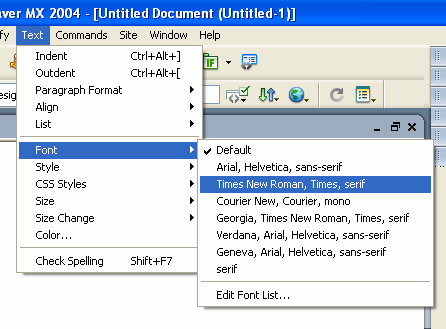 ver MX 2004 - [Untitled Document (Untitled-1)]
fy Text Commands Site Window Help
Indent Ctrl+Alt+]
Outdent Ctrl+Alt+[
Paragraph Format
Align
List
Font
Style
CSS Styles
Size
Size Change
Color...
Check Spelling Shift+F7
IF
esig
Default
Arial, Helvetica, sans-serif
Times New Roman, Times, serif
Courier New, Courier, mono
Georgia, Times New Roman, Times, serif
Verdana, Arial, Helvetica, sans-serif
Geneva, Arial, Helvetica, sans-serif
serif
Edit Font List...